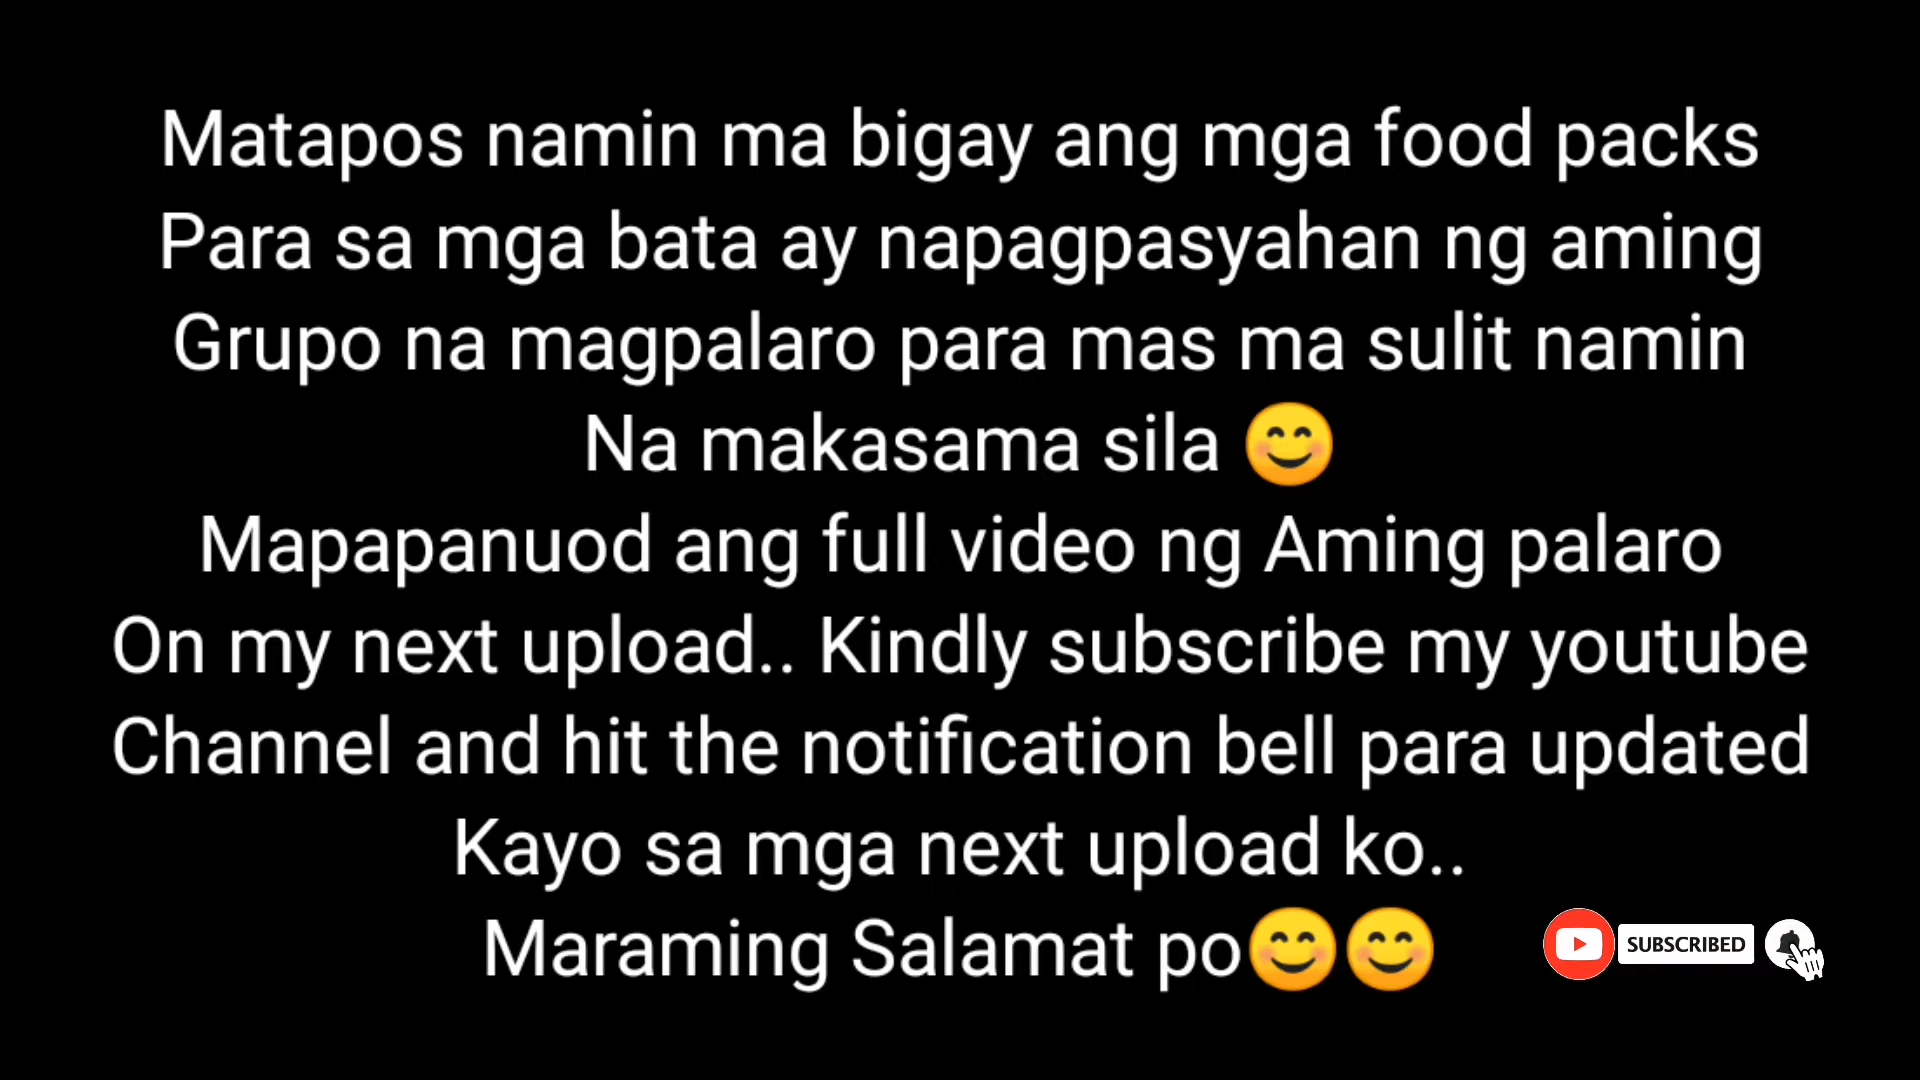 Matapos namin ma bigay ang mga food packs
Para sa mga bata ay napagpasyahan ng aming
Grupo na magpalaro para mas ma sulit namin
Na makasama sila 😊
Mapapanuod ang full video ng Aming palaro
On my next upload.. Kindly subscribe my youtube
Channel and hit the notification bell para updated
Kayo sa mga next upload ko..
Maraming Salamat po😊😊
SUBSCRIBED